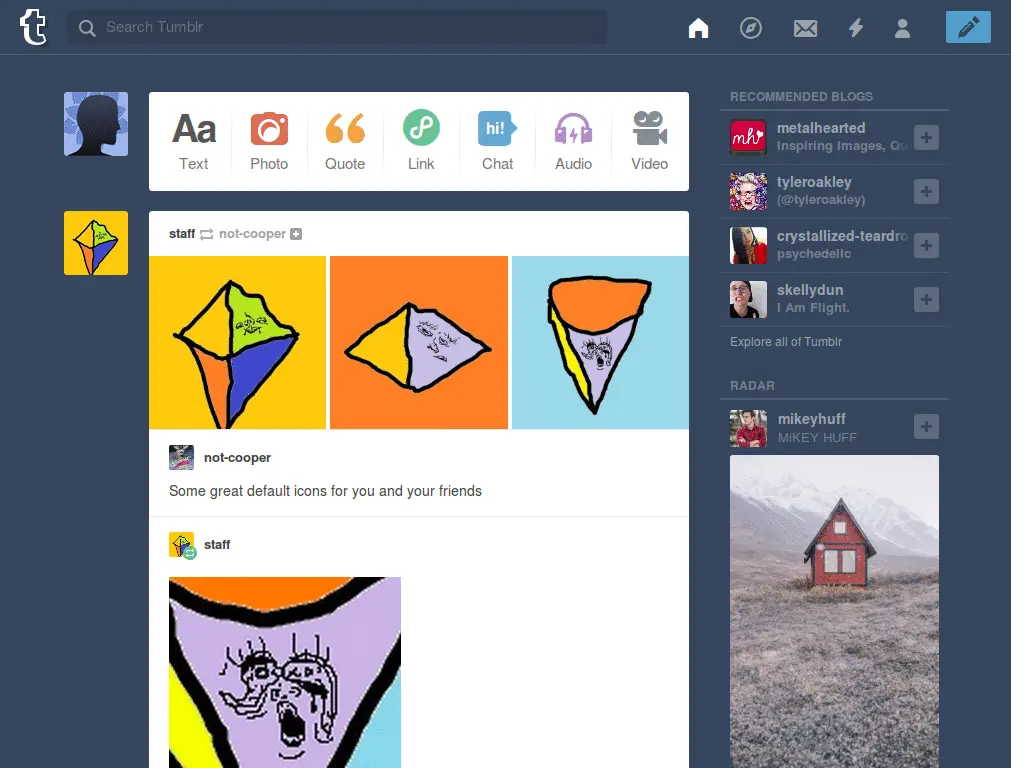 t
Search Tumblr
Aa
Text
Photo
Quote
Link
hi!
Chat
Audio
Video
staff not-cooper
not-cooper
Some great default icons for you and your friends
staff
RECOMMENDED BLOGS
mh
metalhearted
Inspiring Images, Qu
tyleroakley
(@tyleroakley)
crystallized-teardro
psychedelic
skellydun
I Am Flight.
Explore all of Tumblr
RADAR
mikeyhuff
MiKEY HUFF